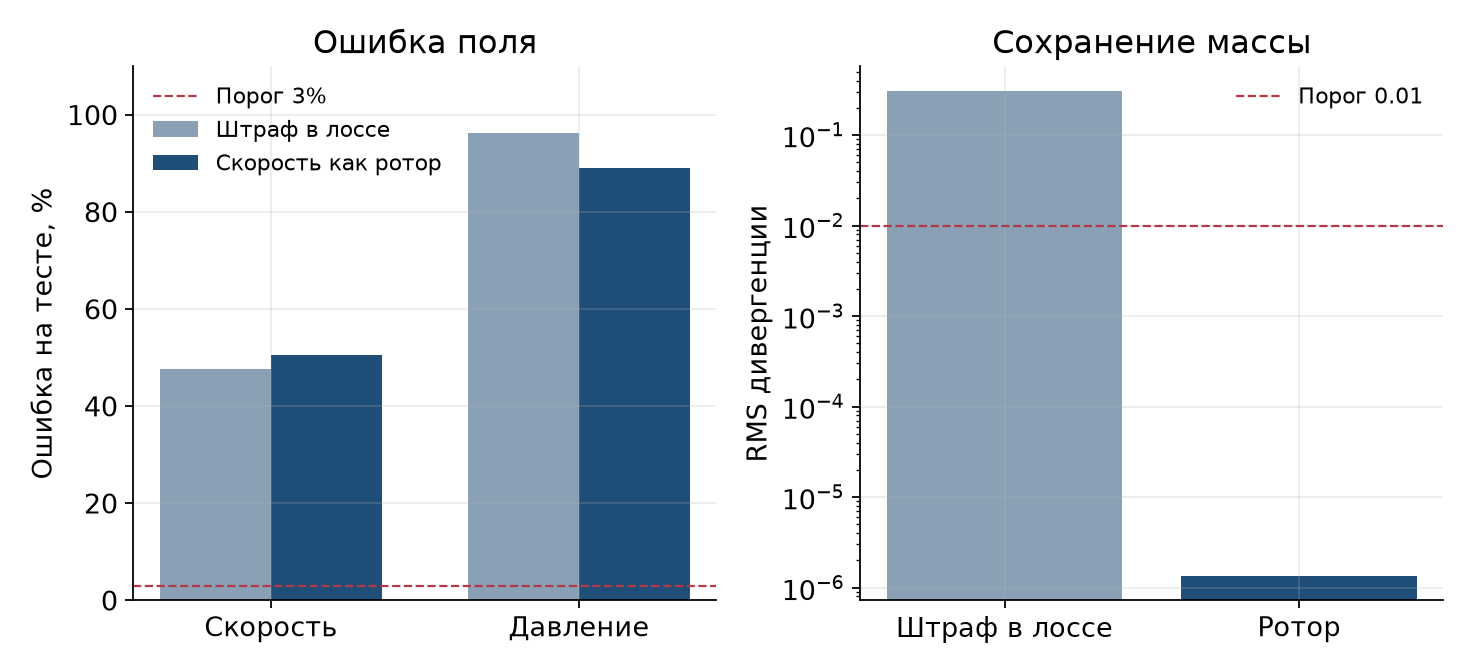 Ошибка поля
Ошибка на тесте, %
100
80
60
40
20
0
Порог 3%
Штраф в лоссе
Скорость как ротор
Скорость
Давление
Сохранение массы
RMS дивергенции
10⁻¹
10⁻²
10⁻³
10⁻⁴
10⁻⁵
10⁻⁶
Порог 0.01
Штраф в лоссе
Ротор